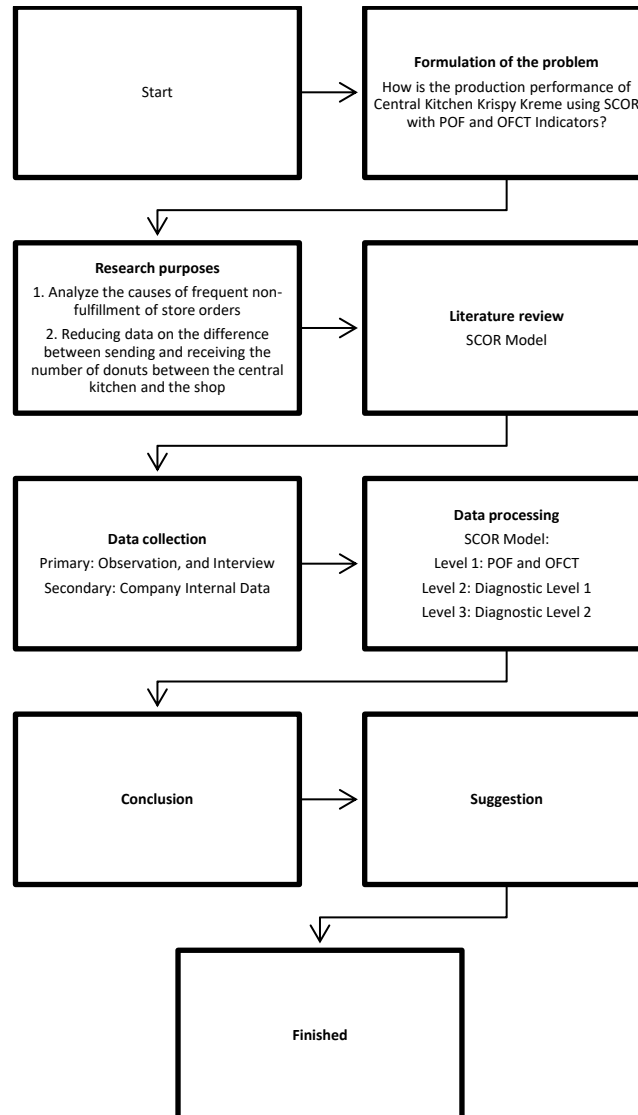 Start
Formulation of the problem
How is the production performance of
Central Kitchen Krispy Kreme using SCOR
with POF and OFCT Indicators?
Research purposes
1. Analyze the causes of frequent non-
fulfillment of store orders
2. Reducing data on the difference
between sending and receiving the
number of donuts between the central
kitchen and the shop
Literature review
SCOR Model
Data collection
Primary: Observation, and Interview
Secondary: Company Internal Data
Data processing
SCOR Model:
Level 1: POF and OFCT
Level 2: Diagnostic Level 1
Level 3: Diagnostic Level 2
Conclusion
Suggestion
Finished